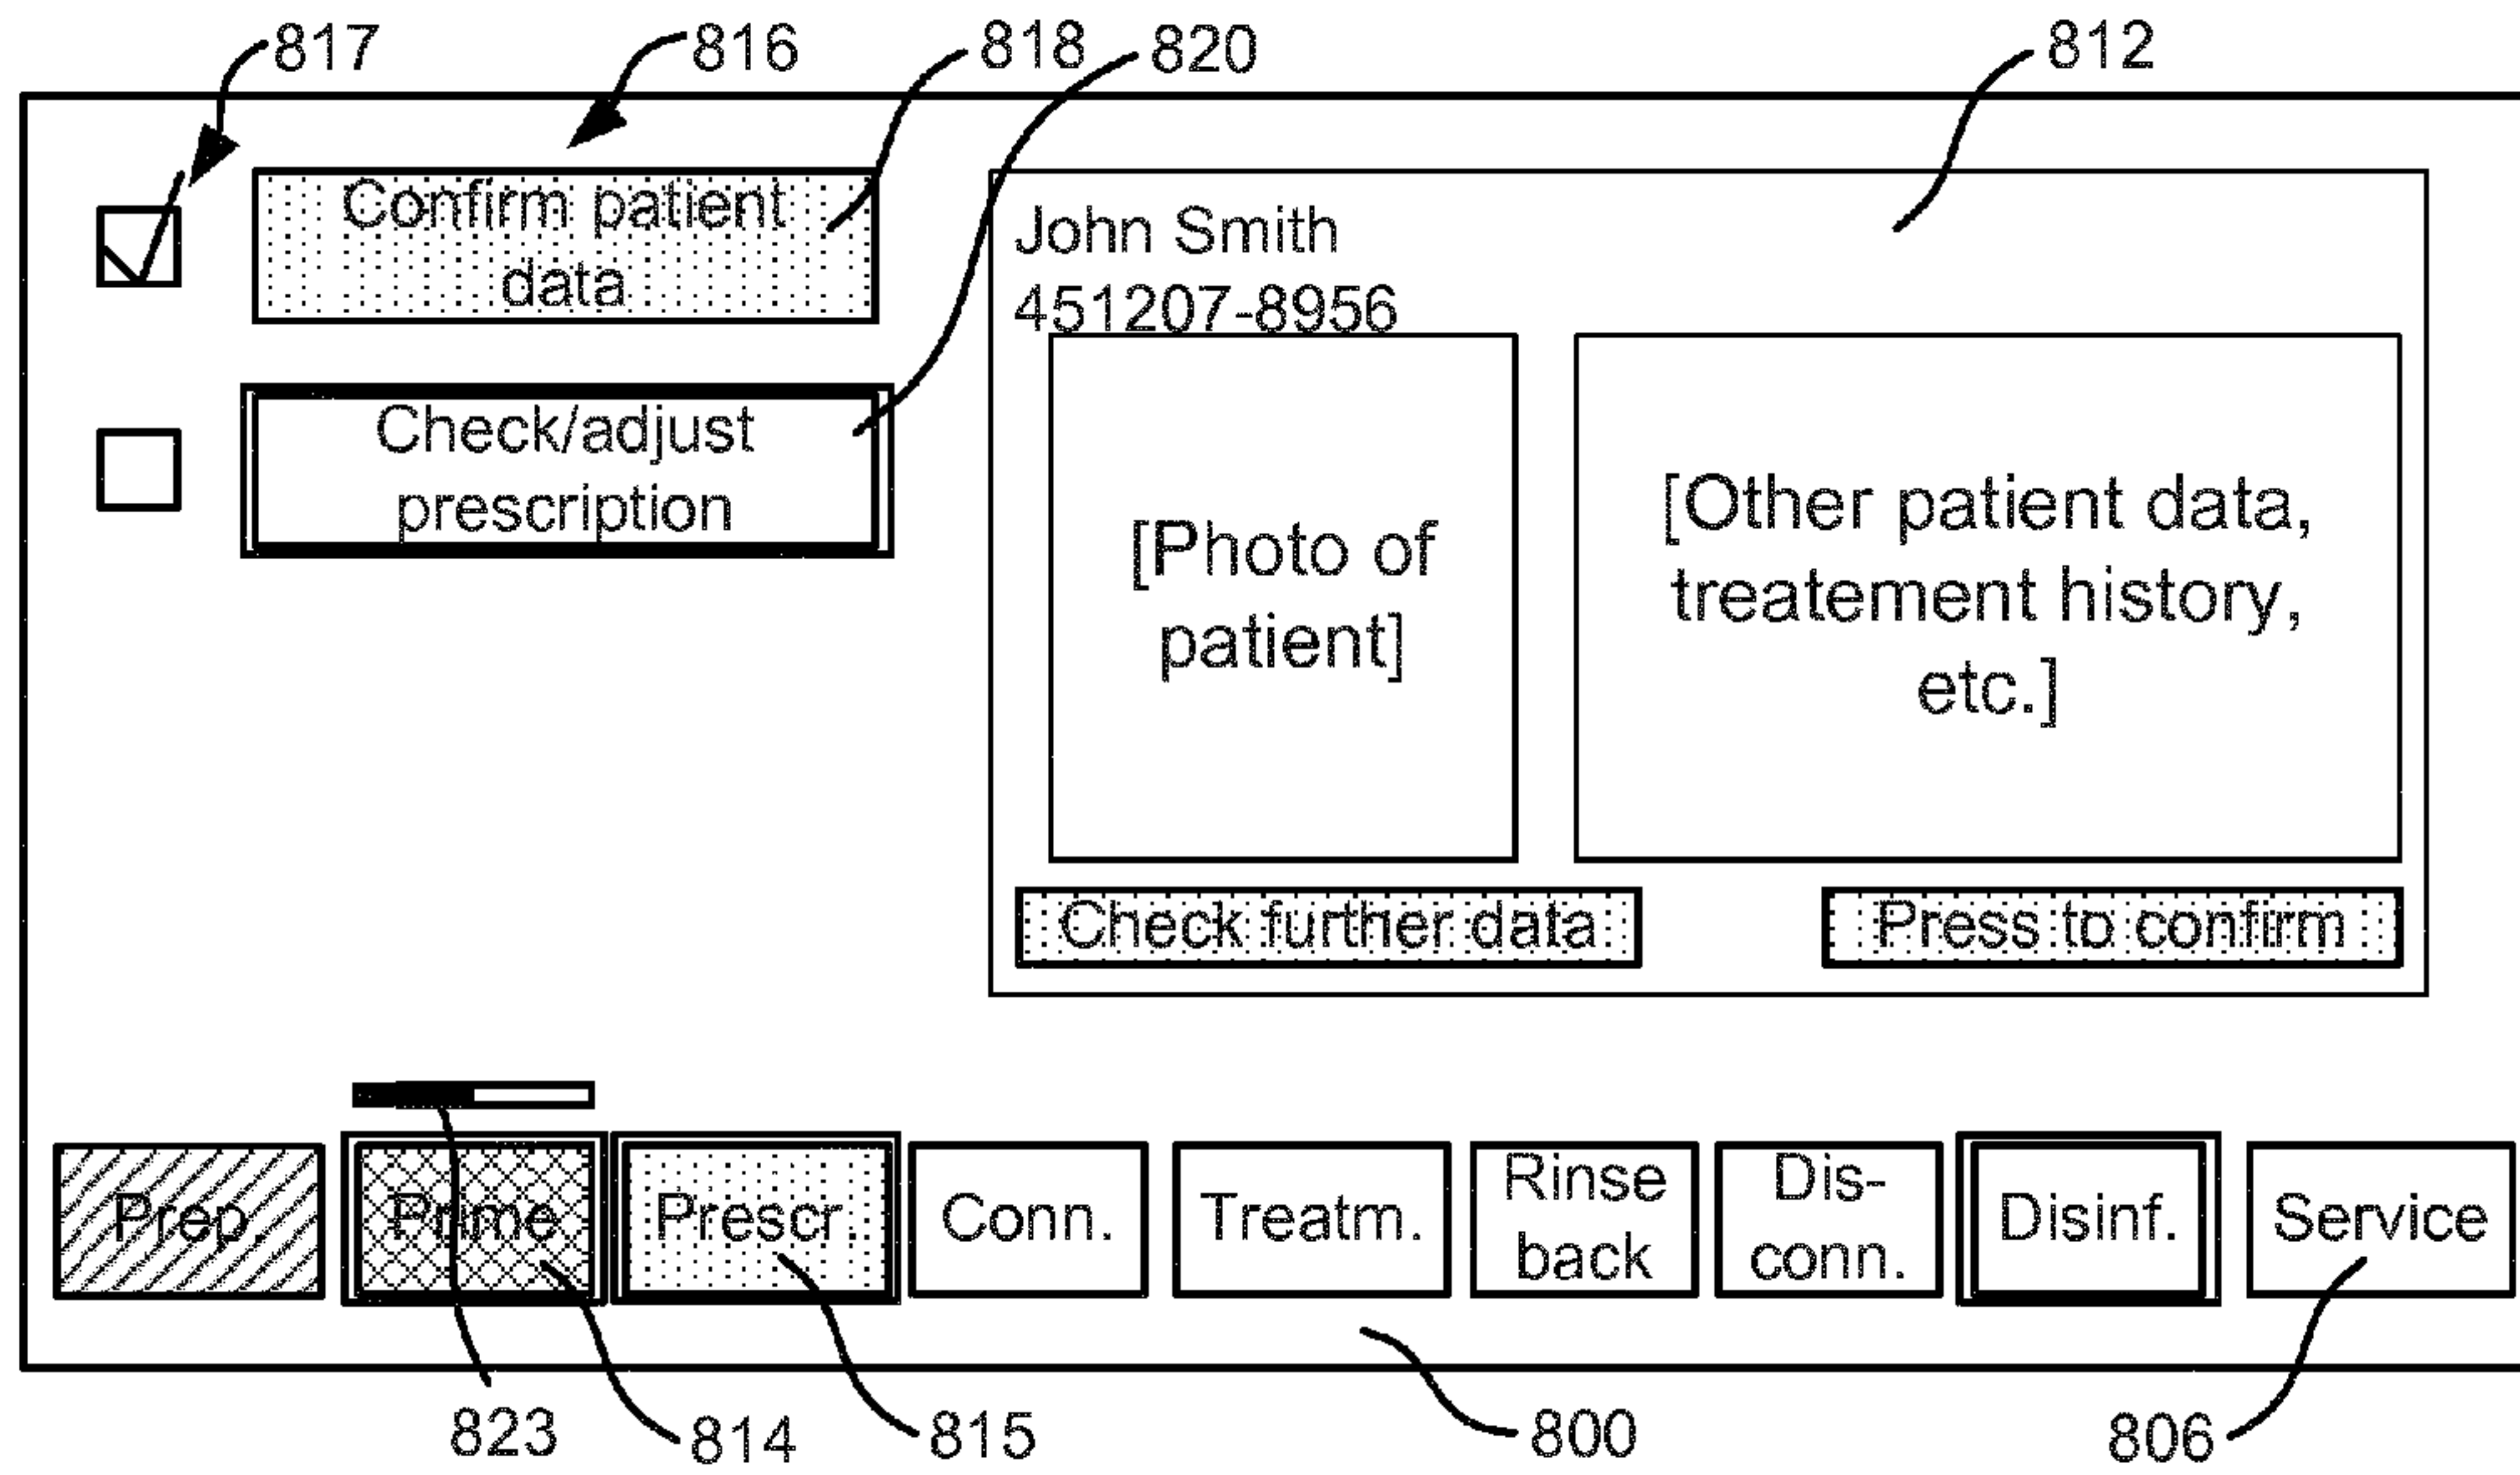 817
816
818
820
812
Confirm patient
data
John Smith
451207-8956
Check/adjust
prescription
[Photo of
patient]
[Other patient data,
treatement history,
etc.]
Check further data
Press to confirm
Prep.
Prime
Prescr.
Conn.
Treatm.
Rinse
back
Dis-
conn.
Disinf.
Service
823
814
815
800
806